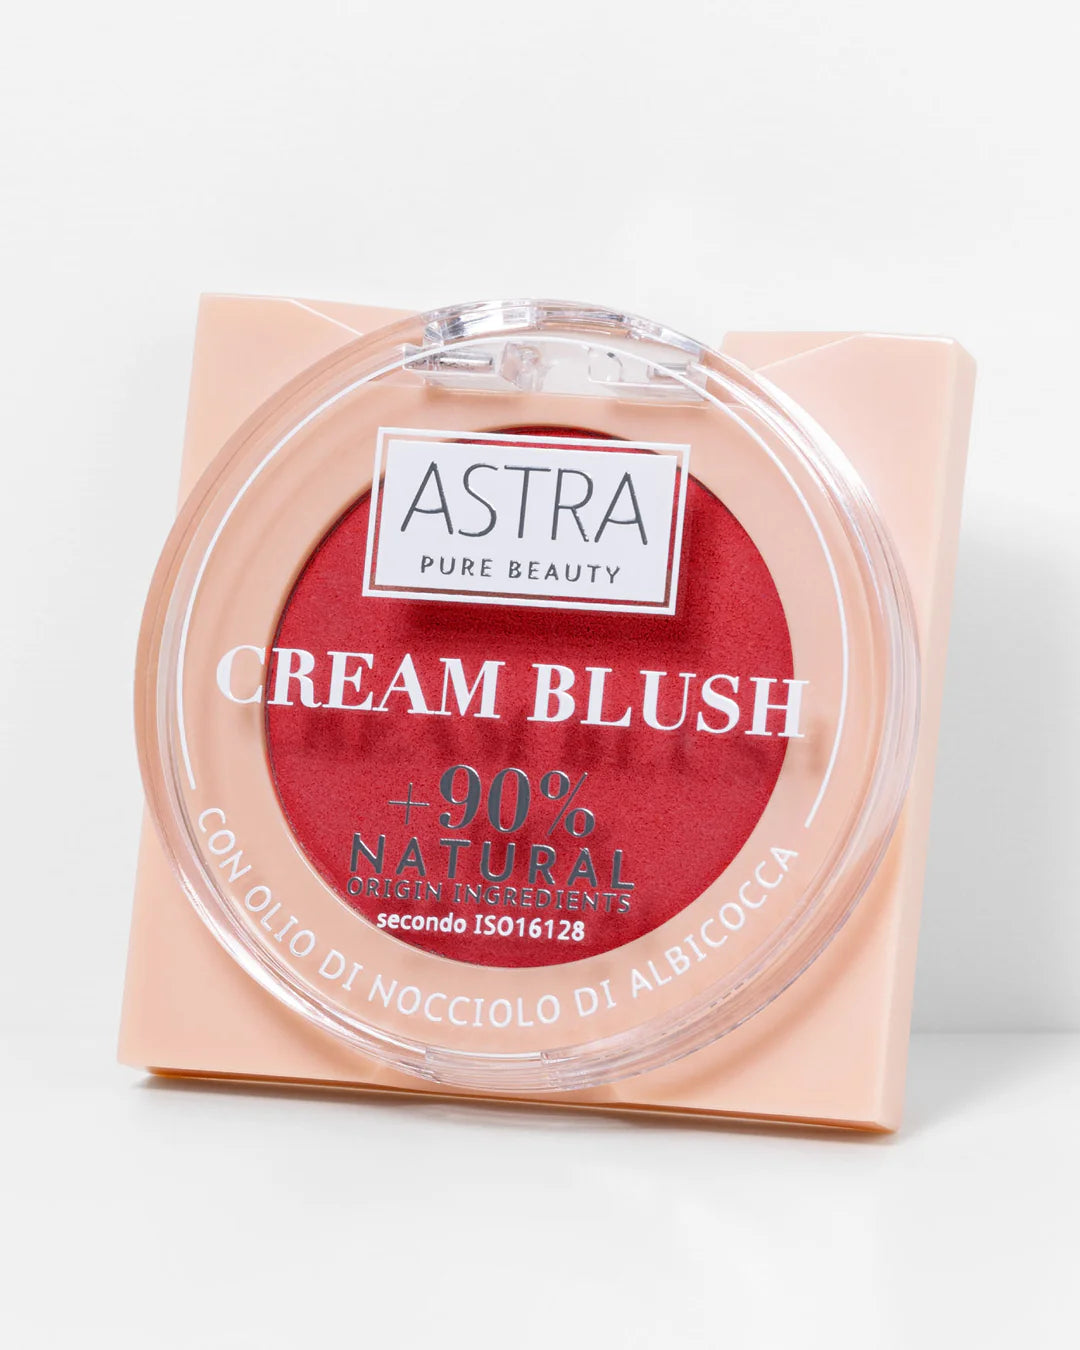 ASTRA
PURE BEAUTY
CREAM BLUSH
+90%
NATURAL
ORIGIN INGREDIENTS
secondo ISO16128
CON OLIO DI NOCCIOLO DI ALBICOCCA